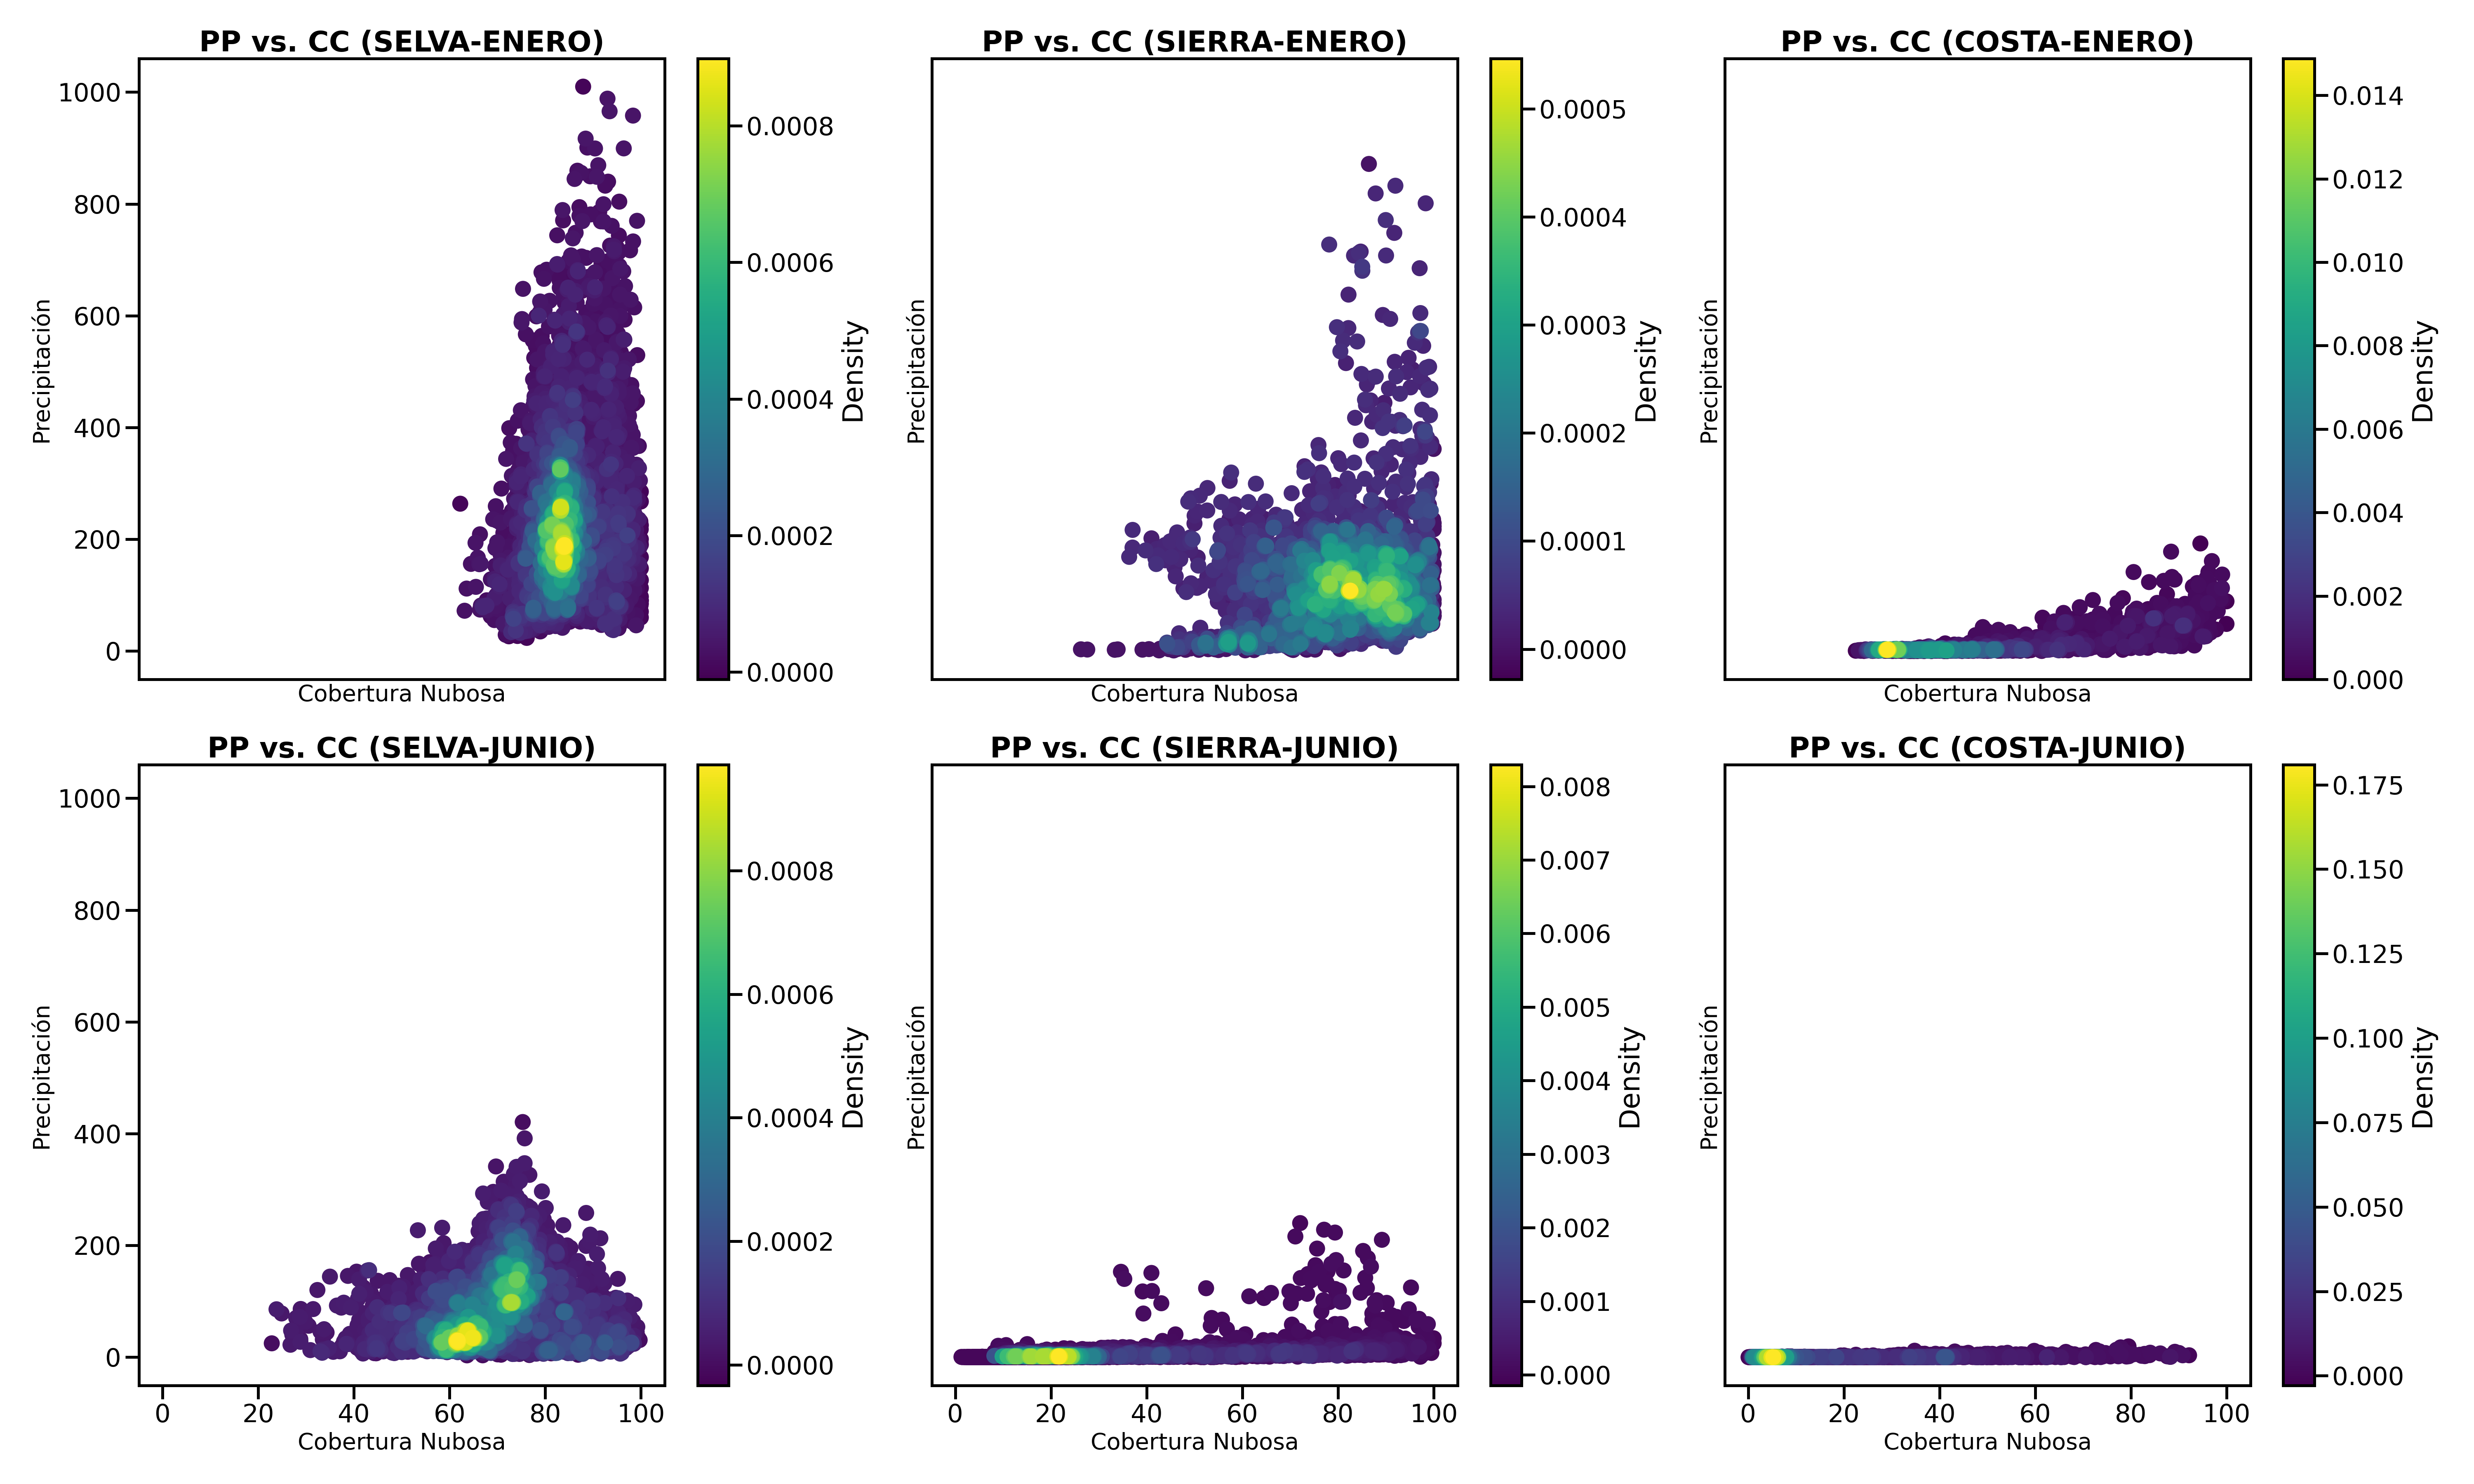 PP vs. CC (SELVA-ENERO)
PP vs. CC (SIERRA-ENERO)
PP vs. CC (COSTA-ENERO)
1000
800
600
400
200
0
Precipitación
Cobertura Nubosa
0.0008
0.0006
0.0004
0.0002
0.0000
Density
Precipitación
Cobertura Nubosa
0.0005
0.0004
0.0003
0.0002
0.0001
0.0000
Density
Precipitación
Cobertura Nubosa
0.014
0.012
0.010
0.008
0.006
0.004
0.002
0.000
Density
PP vs. CC (SELVA-JUNIO)
PP vs. CC (SIERRA-JUNIO)
PP vs. CC (COSTA-JUNIO)
1000
800
600
400
200
0
Precipitación
0 20 40 60 80 100
Cobertura Nubosa
0.0008
0.0006
0.0004
0.0002
0.0000
Density
Precipitación
0 20 40 60 80 100
Cobertura Nubosa
0.008
0.007
0.006
0.005
0.004
0.003
0.002
0.001
0.000
Density
Precipitación
0 20 40 60 80 100
Cobertura Nubosa
0.175
0.150
0.125
0.100
0.075
0.050
0.025
0.000
Density